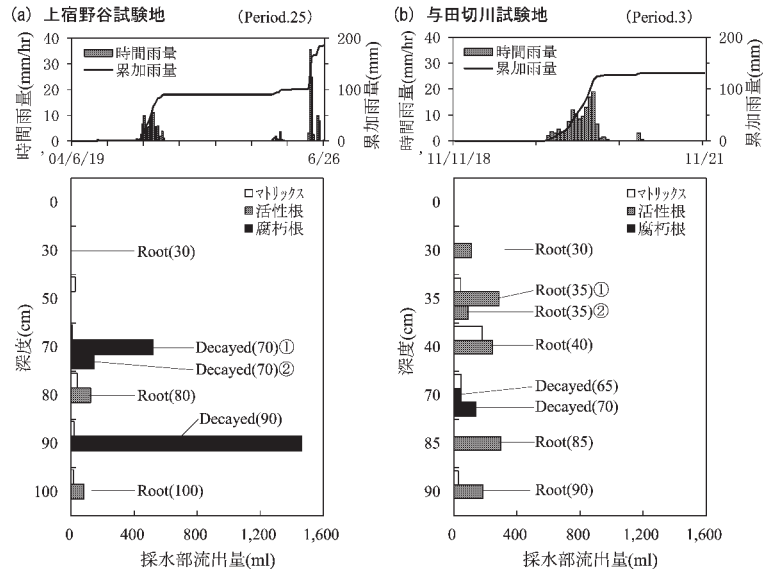 (a) 上宿野谷試験地 (Period.25)
時間雨量(mm/hr)
40
30
20
10
0
時間雨量
累加雨量
200
100
0
累加雨量(mm)
'04/6/19 6/26
深度(cm)
マトリックス
活性根
腐朽根
0
30 Root(30)
50
70 Decayed(70)①
Decayed(70)②
80 Root(80)
Decayed(90)
90
100 Root(100)
0 400 800 1,200 1,600
採水部流出量(ml)
(b) 与田切川試験地 (Period.3)
時間雨量(mm/hr)
40
30
20
10
0
時間雨量
累加雨量
200
100
0
累加雨量(mm)
'11/11/18 11/21
深度(cm)
マトリックス
活性根
腐朽根
0
30 Root(30)
35 Root(35)①
Root(35)②
40 Root(40)
Decayed(65)
70 Decayed(70)
85 Root(85)
90 Root(90)
0 400 800 1,200 1,600
採水部流出量(ml)